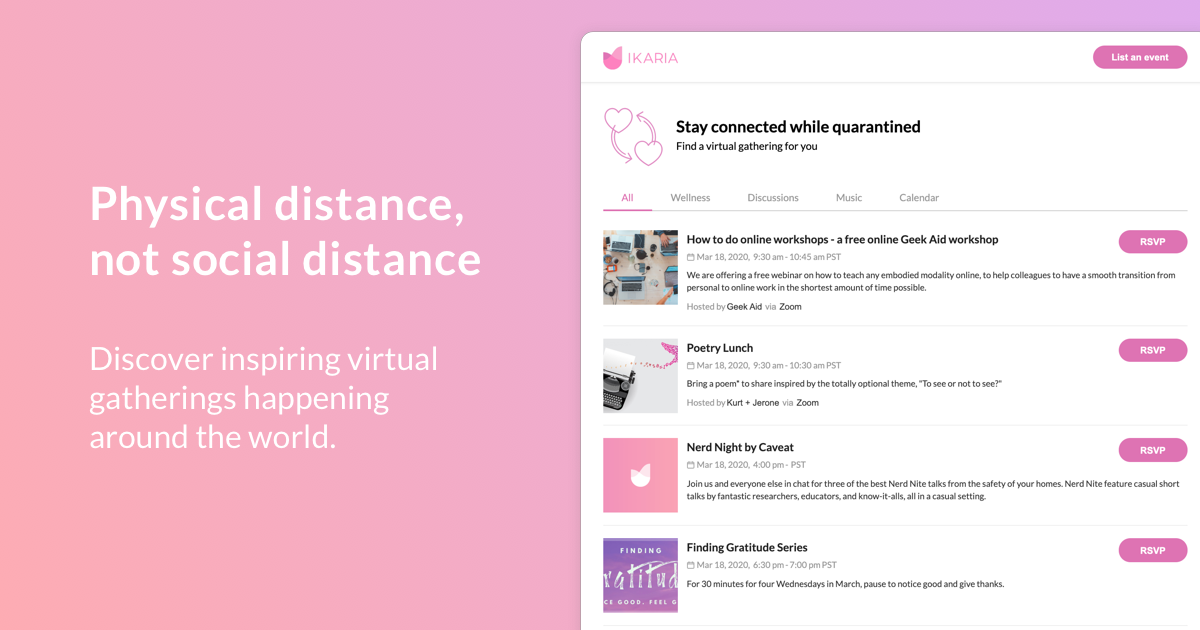 Physical distance,
not social distance
Discover inspiring virtual
gatherings happening
around the world.
IKARIA
List an event
Stay connected while quarantined
Find a virtual gathering for you
All Wellness Discussions Music Calendar
How to do online workshops - a free online Geek Aid workshop
RSVP
Mar 18, 2020, 9:30 am - 10:45 am PST
We are offering a free webinar on how to teach any embodied modality online, to help colleagues to have a smooth transition from
personal to online work in the shortest amount of time possible.
Hosted by Geek Aid via Zoom
Poetry Lunch
RSVP
Mar 18, 2020, 9:30 am - 10:30 am PST
Bring a poem* to share inspired by the totally optional theme, "To see or not to see?"
Hosted by Kurt + Jerone via Zoom
Nerd Night by Caveat
RSVP
Mar 18, 2020, 4:00 pm - PST
Join us and everyone else in chat for three of the best Nerd Nite talks from the safety of your homes. Nerd Nite feature casual short
talks by fantastic researchers, educators, and know-it-alls, all in a casual setting.
FINDING
ratitud
CE GOOD, FEEL G
Finding Gratitude Series
RSVP
Mar 18, 2020, 6:30 pm - 7:00 pm PST
For 30 minutes for four Wednesdays in March, pause to notice good and give thanks.